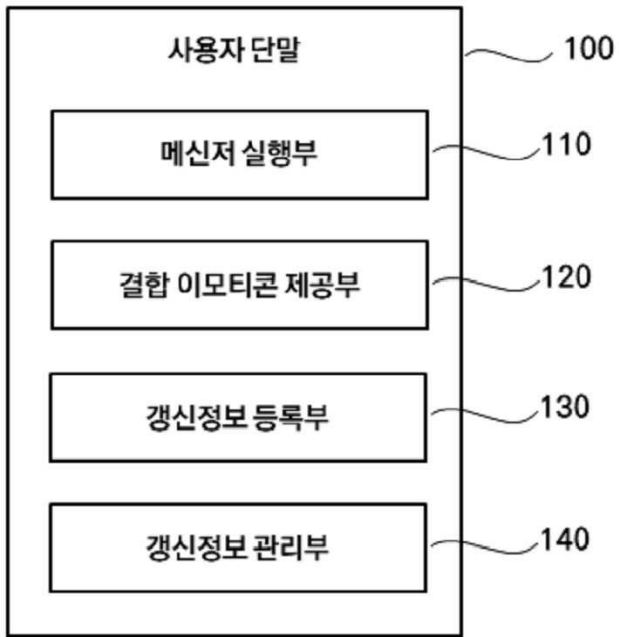 사용자 단말
100
메신저 실행부
110
결합 이모티콘 제공부
120
갱신정보 등록부
130
갱신정보 관리부
140